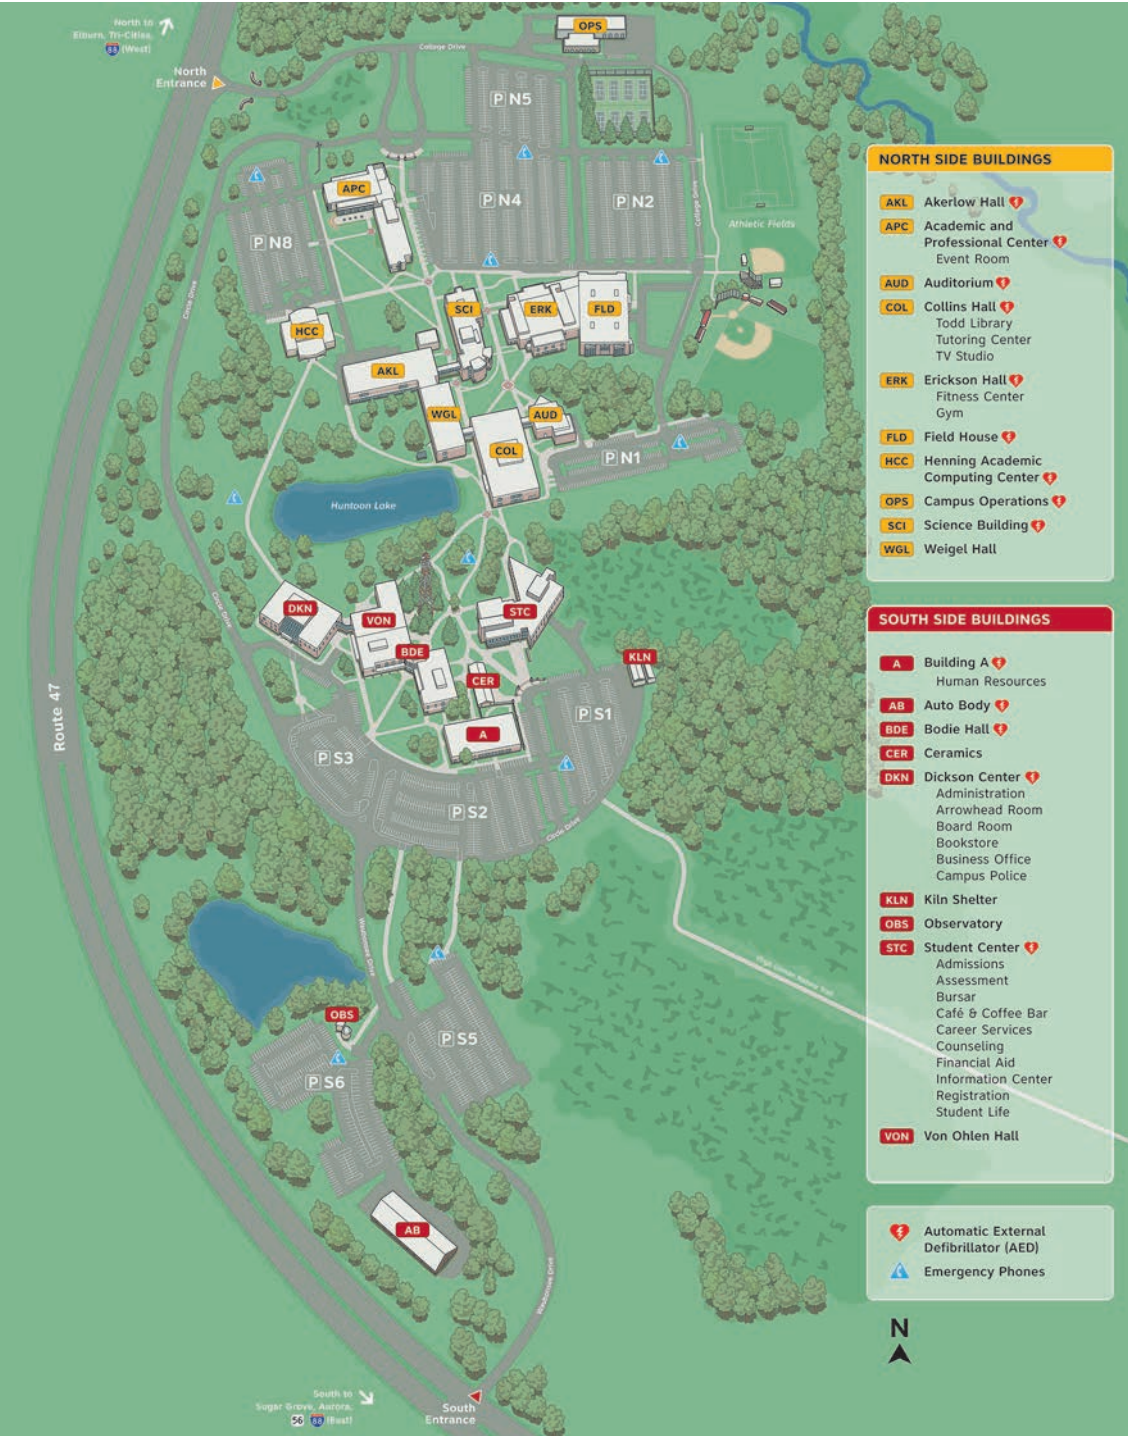 North to
Elburn, Tri-Cities,
88 (West)
North
Entrance
College Drive
OPS
P N5
APC
P N4
P N2
College Drive
Athletic Fields
P N8
Circle Drive
HCC
SCI
ERK
FLD
AKL
WGL
AUD
COL
P N1
Huntoon Lake
Circle Drive
DKN
VON
STC
BDE
KLN
CER
A
P S1
Route 47
P S3
P S2
Circle Drive
Waubonsee Drive
Virgil Gilman Nature Trail
OBS
P S5
P S6
AB
Waubonsee Drive
South to
Sugar Grove, Aurora,
56 88 (East)
South
Entrance
NORTH SIDE BUILDINGS
AKL Akerlow Hall
APC Academic and
Professional Center
Event Room
AUD Auditorium
COL Collins Hall
Todd Library
Tutoring Center
TV Studio
ERK Erickson Hall
Fitness Center
Gym
FLD Field House
HCC Henning Academic
Computing Center
OPS Campus Operations
SCI Science Building
WGL Weigel Hall
SOUTH SIDE BUILDINGS
A Building A
Human Resources
AB Auto Body
BDE Bodie Hall
CER Ceramics
DKN Dickson Center
Administration
Arrowhead Room
Board Room
Bookstore
Business Office
Campus Police
KLN Kiln Shelter
OBS Observatory
STC Student Center
Admissions
Assessment
Bursar
Café & Coffee Bar
Career Services
Counseling
Financial Aid
Information Center
Registration
Student Life
VON Von Ohlen Hall
Automatic External
Defibrillator (AED)
Emergency Phones
N